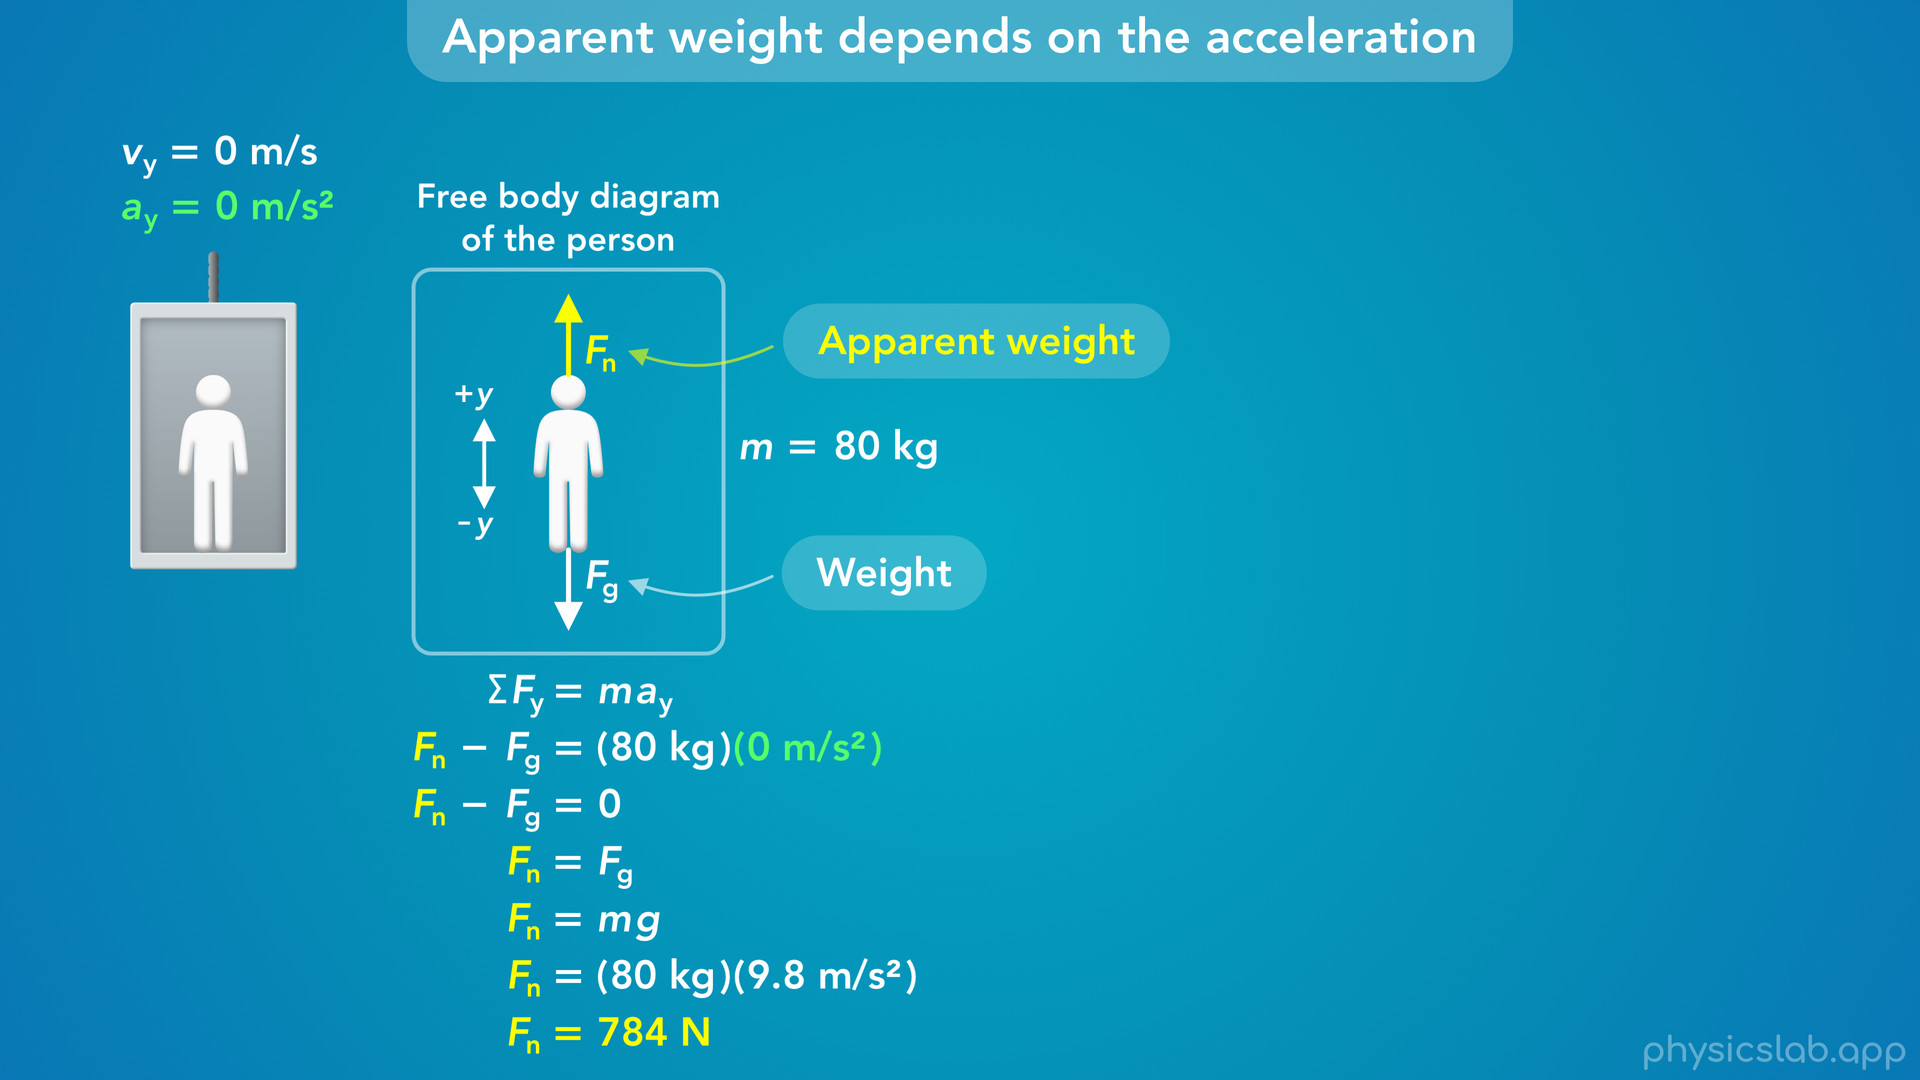 Apparent weight depends on the acceleration
vy = 0 m/s
ay = 0 m/s²
Free body diagram
of the person
Fn
Apparent weight
+y
m = 80 kg
-y
Fg
Weight
ΣFy = may
Fn − Fg = (80 kg)(0 m/s²)
Fn − Fg = 0
Fn = Fg
Fn = mg
Fn = (80 kg)(9.8 m/s²)
Fn = 784 N
physicslab.app